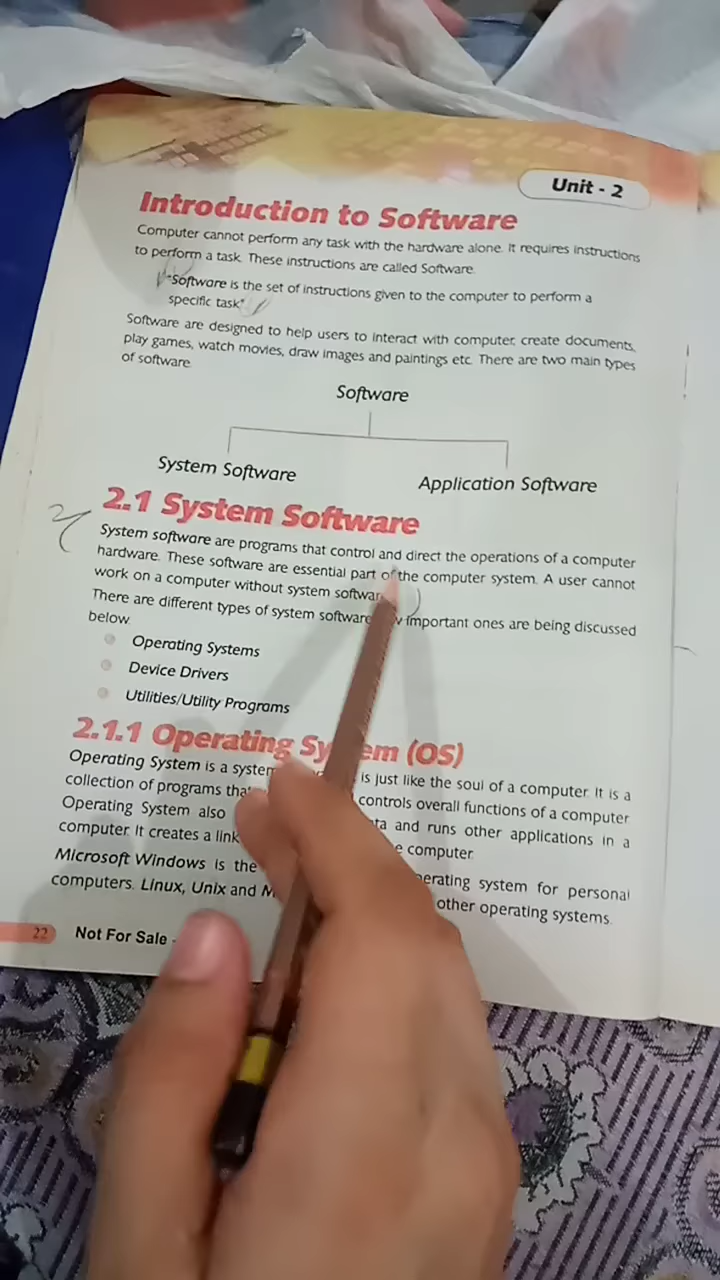 Unit - 2
Introduction to Software
Computer cannot perform any task with the hardware alone. It requires instructions
to perform a task. These instructions are called Software.
"Software is the set of instructions given to the computer to perform a
specific task"
Software are designed to help users to interact with computer, create documents,
play games, watch movies, draw images and paintings etc. There are two main types
of software.
Software
System Software
Application Software
2.1 System Software
System software are programs that control and direct the operations of a computer
hardware. These software are essential part of the computer system. A user cannot
work on a computer without system
There are different types of system software important ones are being discussed
below.
Operating Systems
Device Drivers
Utilities/Utility Programs
2.1.1 Operating System (OS)
Operating System is a is just like the soul of a computer. It is a
collection of programs controls overall functions of a computer
Operating System also and runs other applications in a
computer. It creates a computer.
Microsoft Windows is the system for personal
computers. Linux, Unix and other operating systems.
22
Not For Sale -